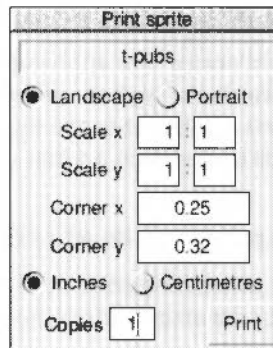 Print sprite
t-pubs
Landscape Portrait
Scale x 1 : 1
Scale y 1 : 1
Corner x 0.25
Corner y 0.32
Inches Centimetres
Copies 1 Print